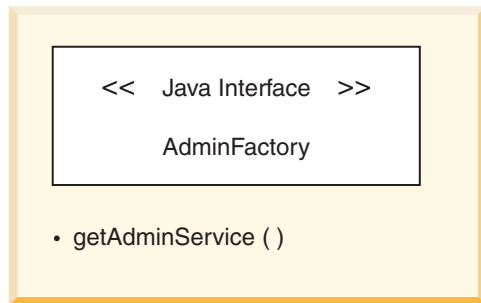 << Java Interface >>
AdminFactory
• getAdminService ( )